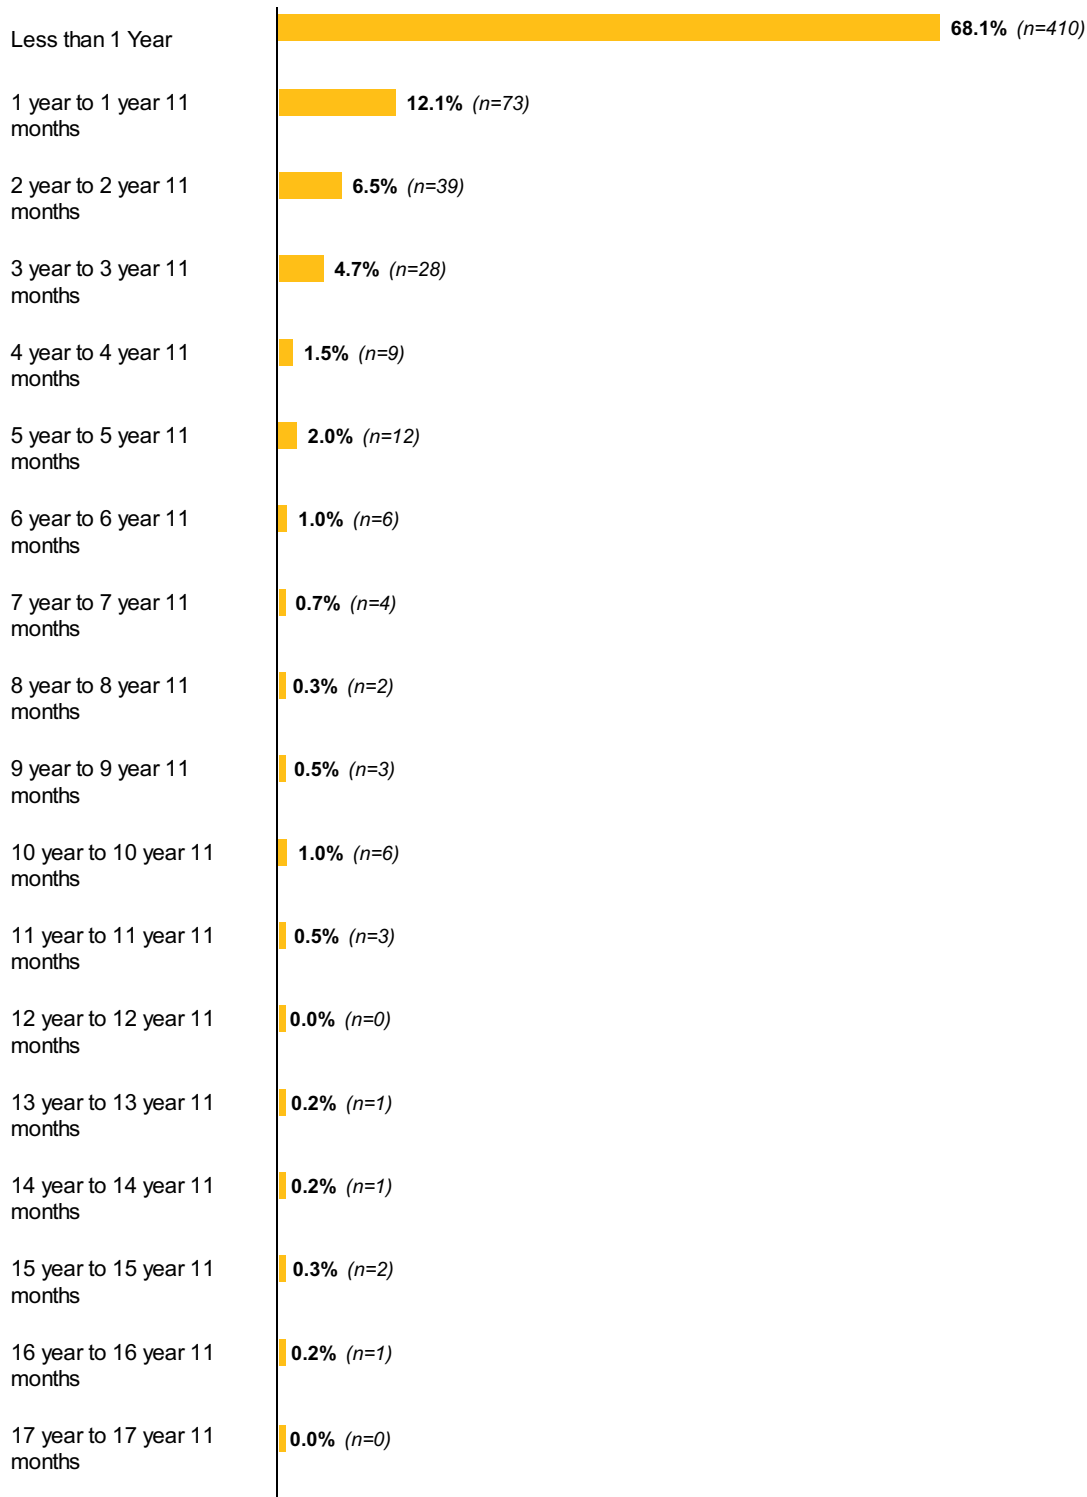 Less than 1 Year
68.1% (n=410)
1 year to 1 year 11
months
12.1% (n=73)
2 year to 2 year 11
months
6.5% (n=39)
3 year to 3 year 11
months
4.7% (n=28)
4 year to 4 year 11
months
1.5% (n=9)
5 year to 5 year 11
months
2.0% (n=12)
6 year to 6 year 11
months
1.0% (n=6)
7 year to 7 year 11
months
0.7% (n=4)
8 year to 8 year 11
months
0.3% (n=2)
9 year to 9 year 11
months
0.5% (n=3)
10 year to 10 year 11
months
1.0% (n=6)
11 year to 11 year 11
months
0.5% (n=3)
12 year to 12 year 11
months
0.0% (n=0)
13 year to 13 year 11
months
0.2% (n=1)
14 year to 14 year 11
months
0.2% (n=1)
15 year to 15 year 11
months
0.3% (n=2)
16 year to 16 year 11
months
0.2% (n=1)
17 year to 17 year 11
months
0.0% (n=0)